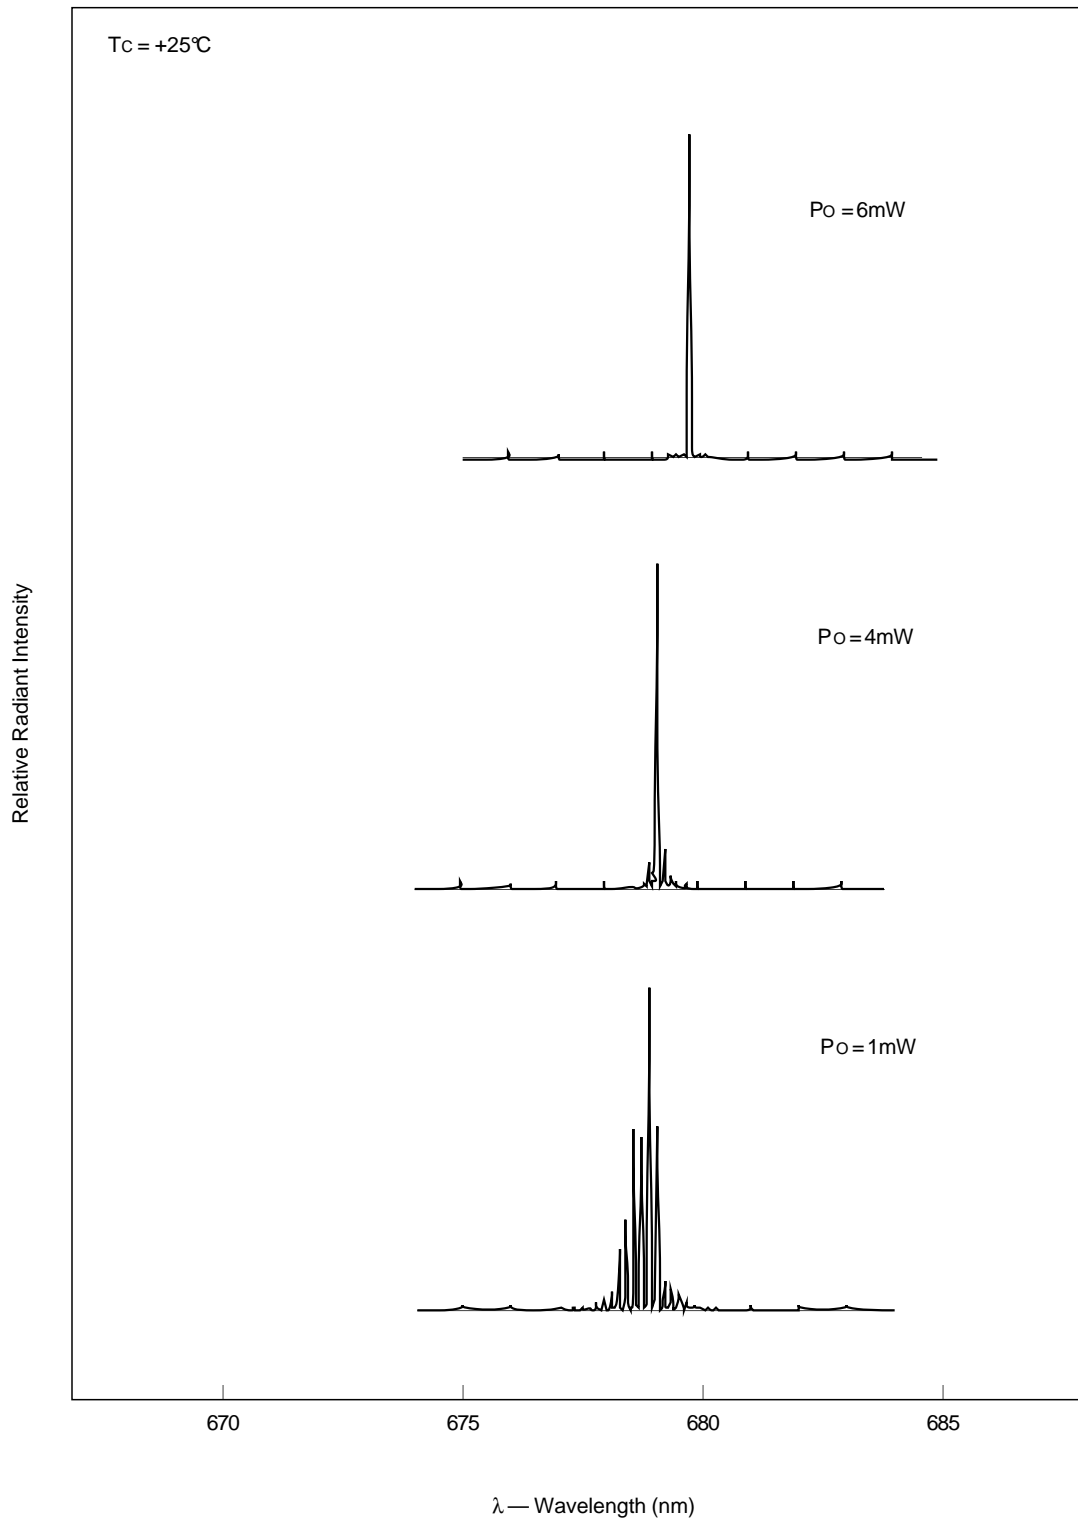 Tc = +25°C
Po = 6mW
Po = 4mW
Relative Radiant Intensity
Po = 1mW
670 675 680 685
λ — Wavelength (nm)